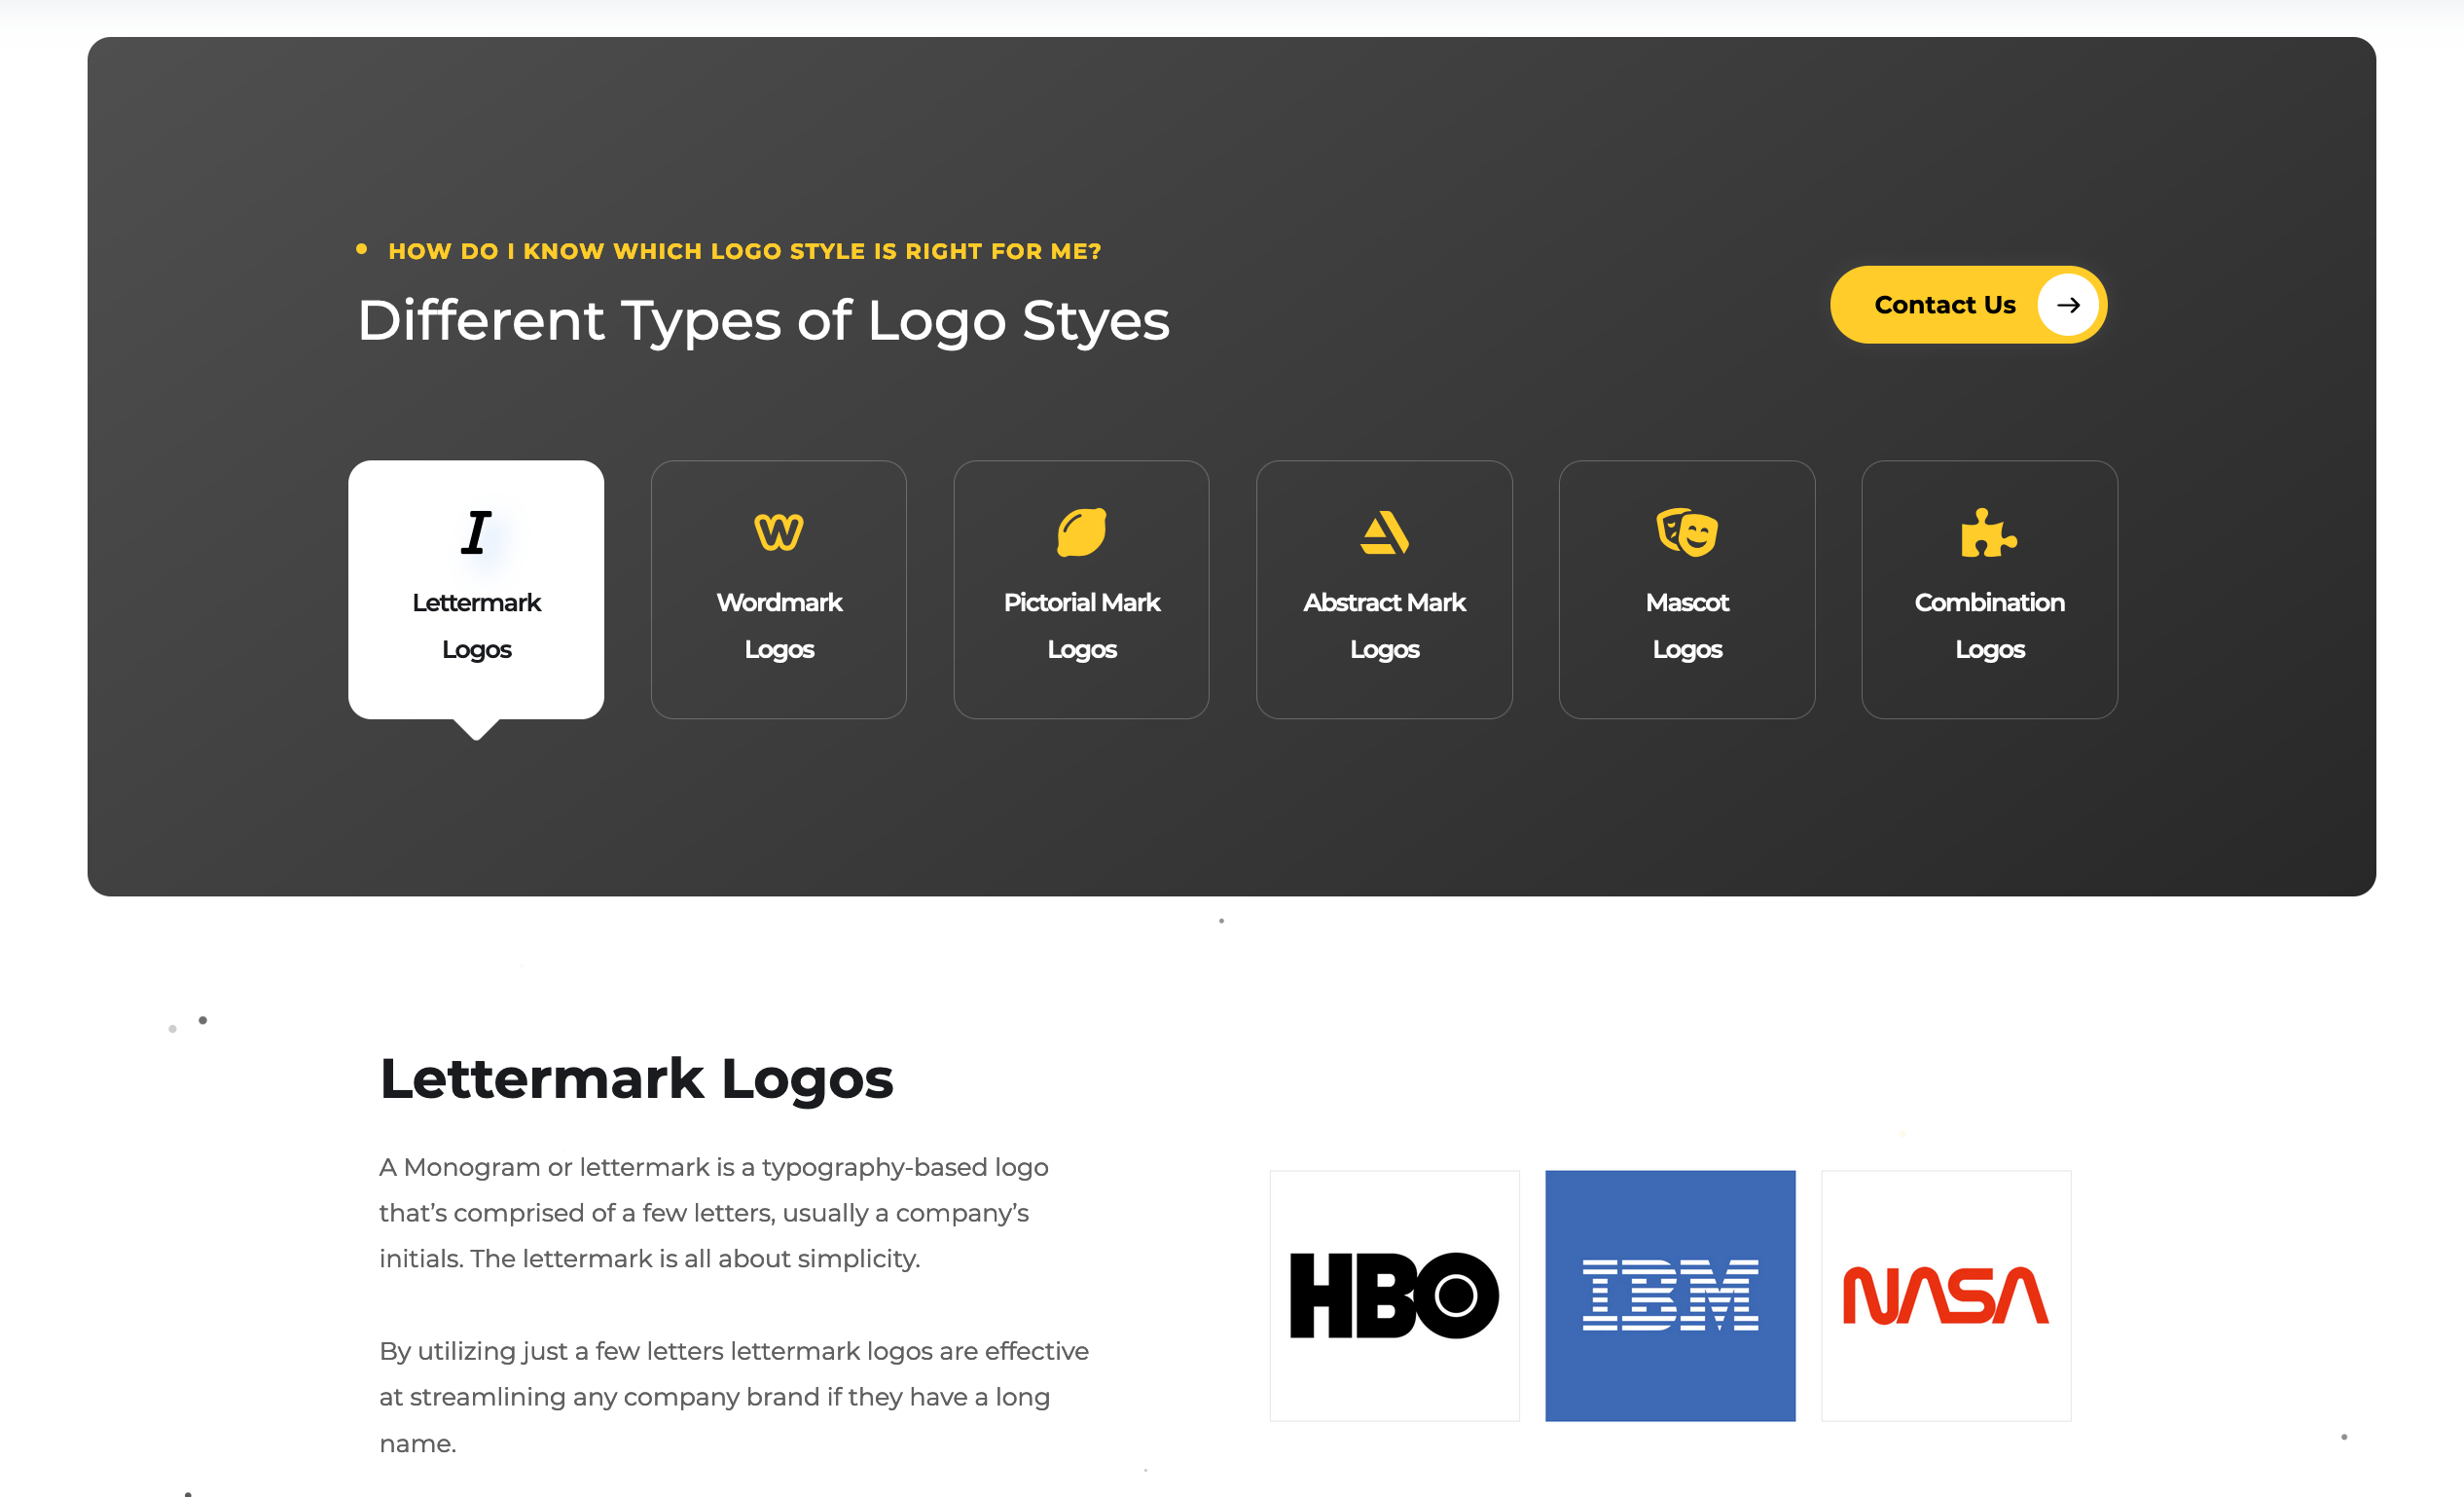 HOW DO I KNOW WHICH LOGO STYLE IS RIGHT FOR ME?
Different Types of Logo Styes
Contact Us
Lettermark
Logos
Wordmark
Logos
Pictorial Mark
Logos
Abstract Mark
Logos
Mascot
Logos
Combination
Logos
Lettermark Logos
A Monogram or lettermark is a typography-based logo
that’s comprised of a few letters, usually a company’s
initials. The lettermark is all about simplicity.
By utilizing just a few letters lettermark logos are effective
at streamlining any company brand if they have a long
name.
HBO
IBM
NASA